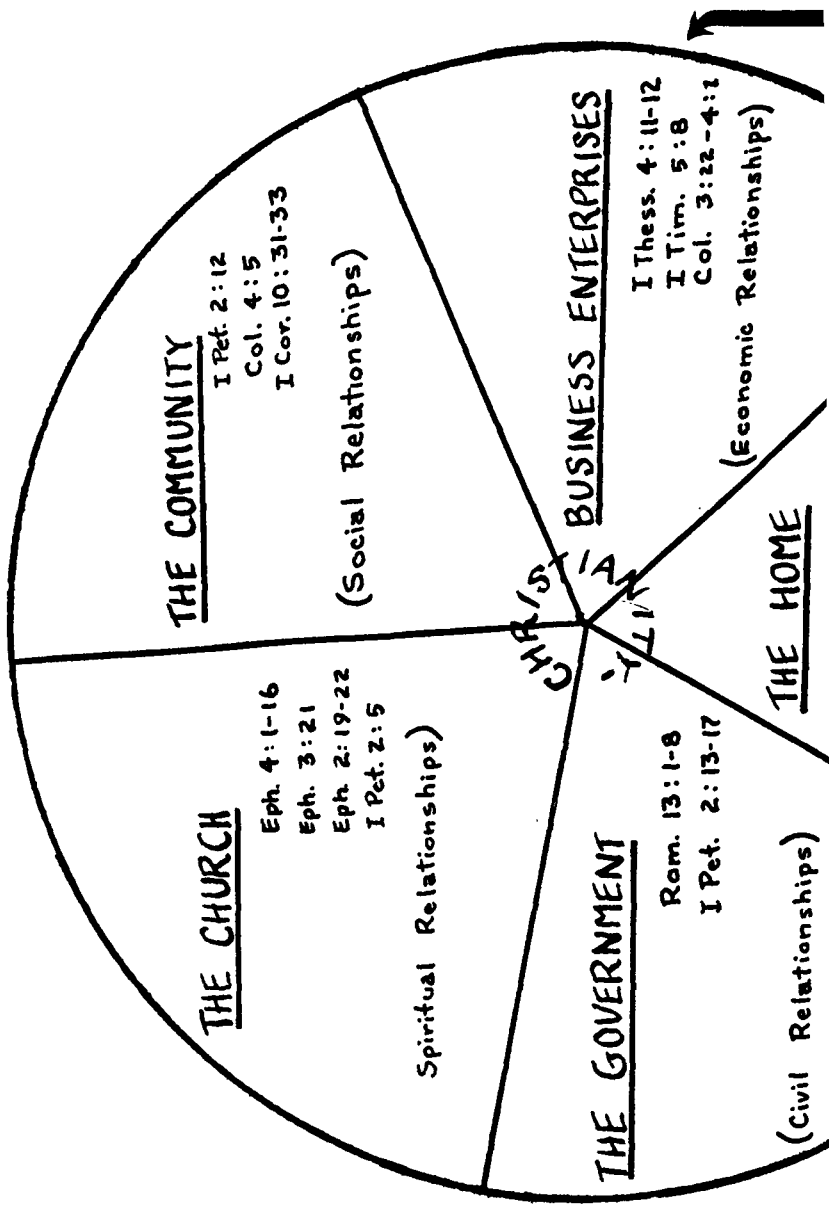 THE CHURCH
Eph. 4:1-16
Eph. 3:21
Eph. 2:19-22
I Pet. 2:5
Spiritual Relationships)
THE COMMUNITY
I Pet. 2:12
Col. 4:5
I Cor. 10:31-33
(Social Relationships)
BUSINESS ENTERPRISES
I Thess. 4:11-12
I Tim. 5:8
Col. 3:22-4:1
(Economic Relationships)
CHRISTIANITY
THE GOVERNMENT
Rom. 13:1-8
I Pet. 2:13-17
(Civil Relationships)
THE HOME